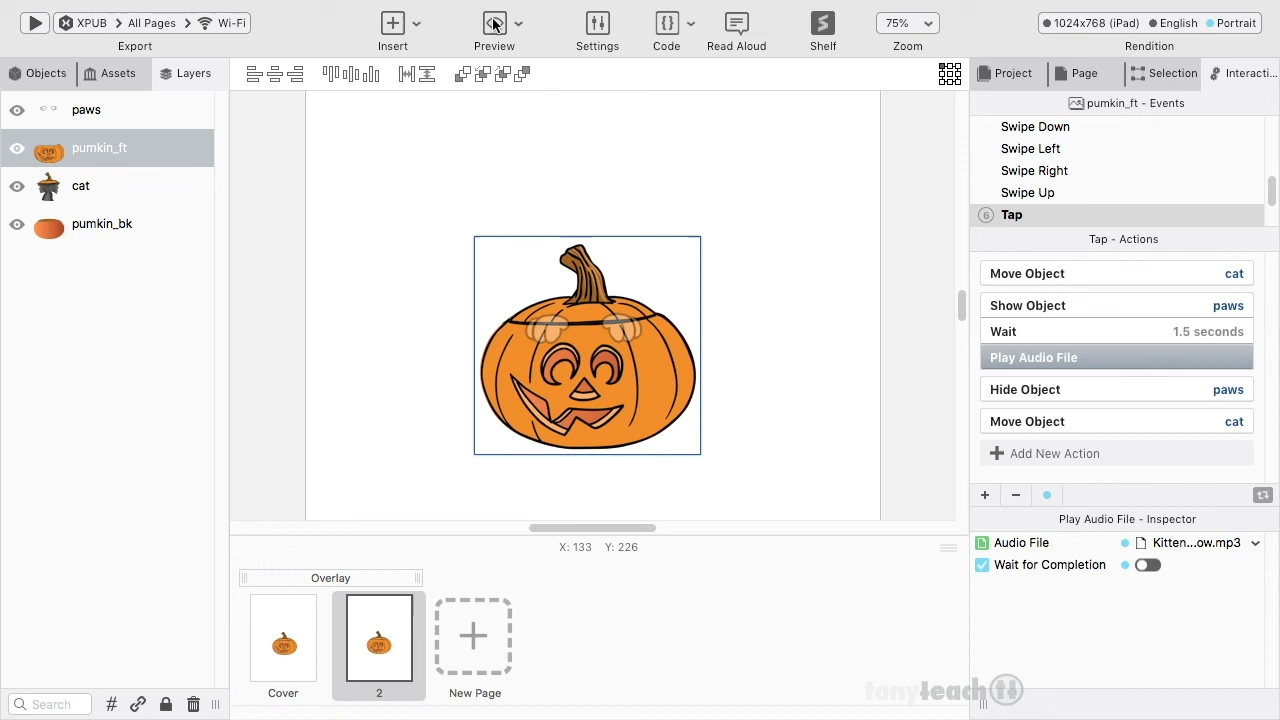 XPUB > All Pages > Wi-Fi
Export
Insert
Preview
Settings
Code
Read Aloud
Shelf
75%
Zoom
1024x768 (iPad) English Portrait
Rendition
Objects
Assets
Layers
paws
pumkin_ft
cat
pumkin_bk
Search
X: 133 Y: 226
Overlay
Cover
2
New Page
Project
Page
Selection
Interacti...
pumkin_ft - Events
Swipe Down
Swipe Left
Swipe Right
Swipe Up
6 Tap
Tap - Actions
Move Object cat
Show Object paws
Wait 1.5 seconds
Play Audio File
Hide Object paws
Move Object cat
Add New Action
Play Audio File - Inspector
Audio File Kitten...ow.mp3
Wait for Completion
tonyteach